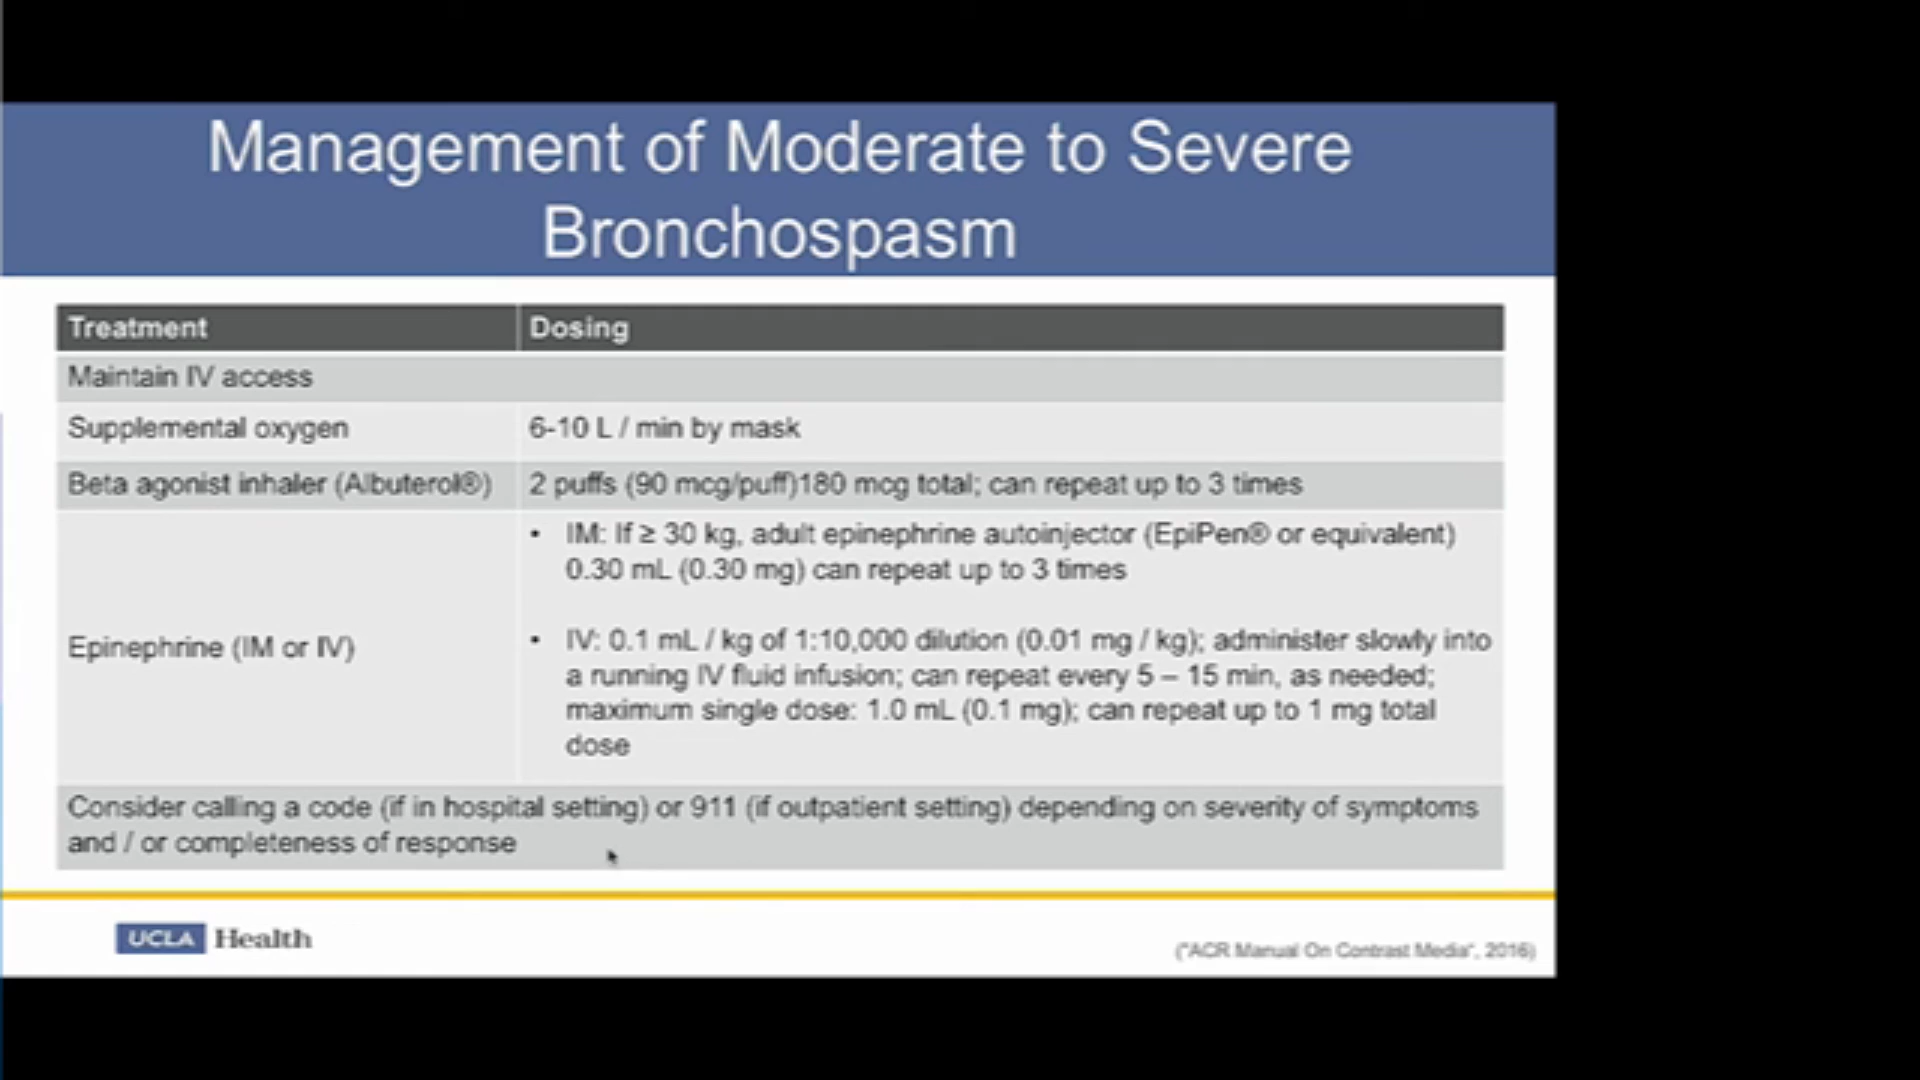 Management of Moderate to Severe
Bronchospasm
Treatment Dosing
Maintain IV access
Supplemental oxygen 6-10 L / min by mask
Beta agonist inhaler (Albuterol®) 2 puffs (90 mcg/puff)180 mcg total; can repeat up to 3 times
Epinephrine (IM or IV)
• IM: If ≥ 30 kg, adult epinephrine autoinjector (EpiPen® or equivalent)
0.30 mL (0.30 mg) can repeat up to 3 times
• IV: 0.1 mL / kg of 1:10,000 dilution (0.01 mg / kg); administer slowly into
a running IV fluid infusion; can repeat every 5 – 15 min, as needed;
maximum single dose: 1.0 mL (0.1 mg); can repeat up to 1 mg total
dose
Consider calling a code (if in hospital setting) or 911 (if outpatient setting) depending on severity of symptoms
and / or completeness of response
UCLA Health
("ACR Manual On Contrast Media", 2016)